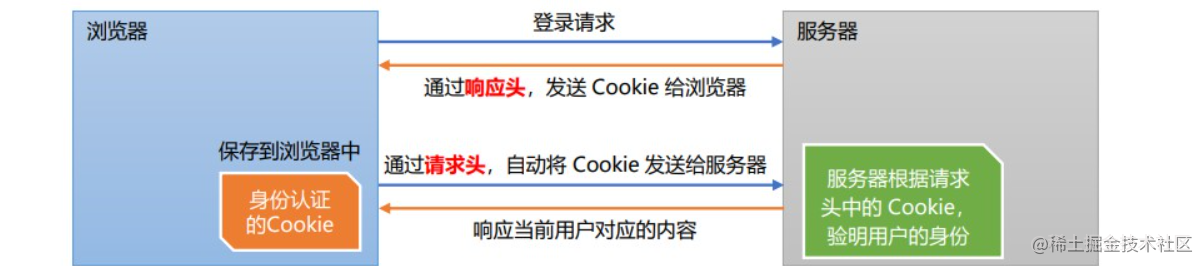 浏览器
登录请求
服务器
通过响应头，发送 Cookie 给浏览器
保存到浏览器中
通过请求头，自动将 Cookie 发送给服务器
身份认证
的Cookie
服务器根据请求
头中的 Cookie，
验明用户的身份
响应当前用户对应的内容
@稀土掘金技术社区